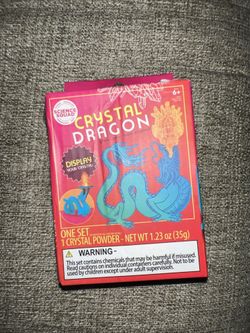 SCIENCE SQUAD
6+
CRYSTAL
DRAGON
DISPLAY
YOUR CRYSTAL!
ONE SET
1 CRYSTAL POWDER - NET WT 1.23 oz (35g)
WARNING -
This set contains chemicals that may be harmful if misused.
Read cautions on individual containers carefully. Not to be
used by children except under adult supervision.